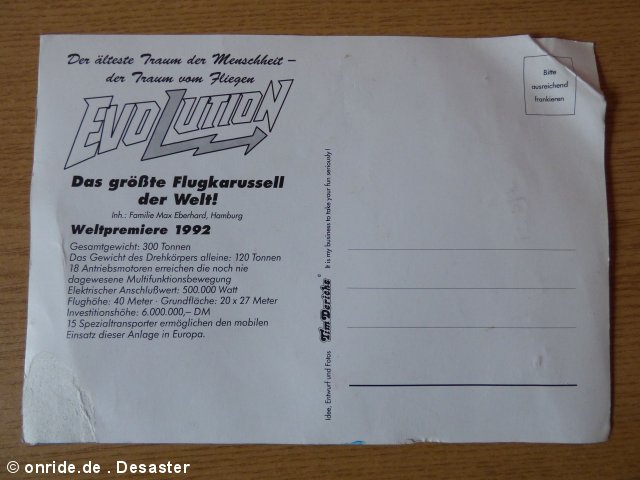 Der älteste Traum der Menschheit –
der Traum vom Fliegen
EVOLUTION
Das größte Flugkarussell
der Welt!
Inh.: Familie Max Eberhard, Hamburg
Weltpremiere 1992
Gesamtgewicht: 300 Tonnen
Das Gewicht des Drehkörpers alleine: 120 Tonnen
18 Antriebsmotoren erreichen die noch nie
dagewesene Multifunktionsbewegung
Elektrischer Anschlußwert: 500.000 Watt
Flughöhe: 40 Meter · Grundfläche: 20 x 27 Meter
Investitionshöhe: 6.000.000,– DM
15 Spezialtransporter ermöglichen den mobilen
Einsatz dieser Anlage in Europa.
Idee, Entwurf und Fotos Tim Dericks ® It is my business to take your fun seriously!
Bitte
ausreichend
frankieren
© onride.de . Desaster